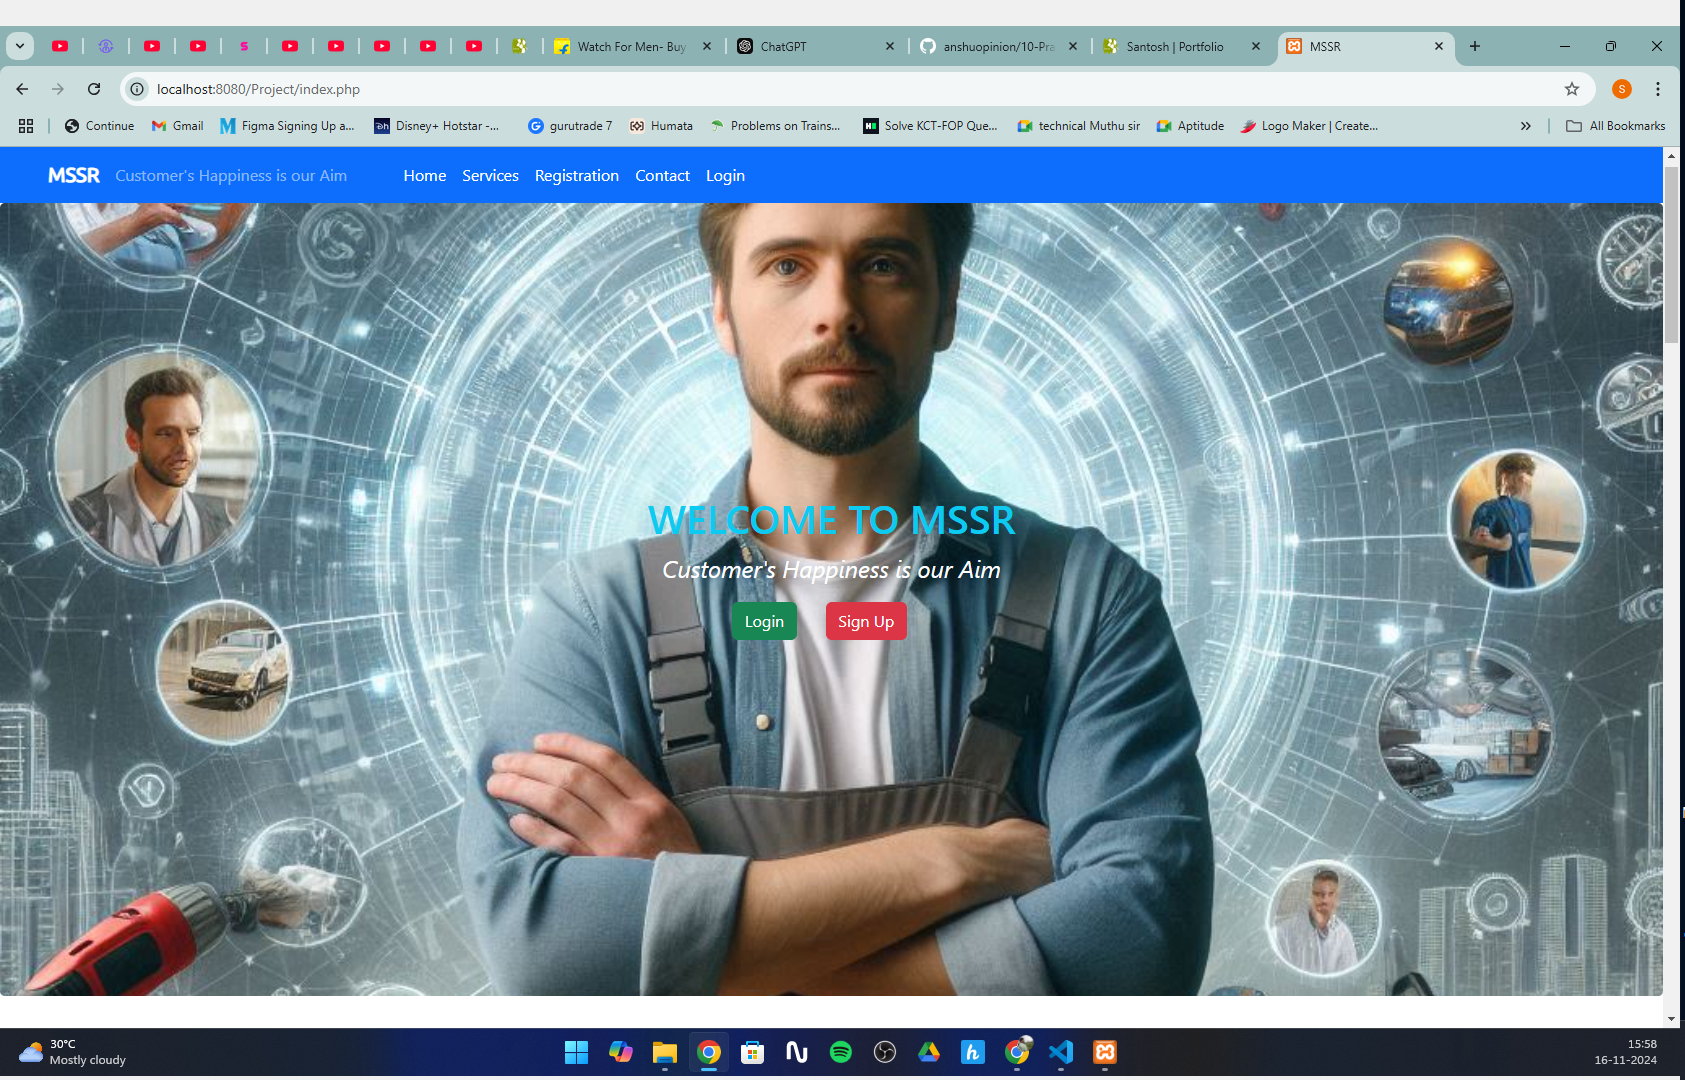 Watch For Men- Buy
ChatGPT
anshuopinion/10-Pra
Santosh | Portfolio
MSSR
localhost:8080/Project/index.php
S
Continue
Gmail
Figma Signing Up a...
Disney+ Hotstar -...
gurutrade 7
Humata
Problems on Trains...
Solve KCT-FOP Que...
technical Muthu sir
Aptitude
Logo Maker | Create...
All Bookmarks
MSSR Customer's Happiness is our Aim Home Services Registration Contact Login
WELCOME TO MSSR
Customer's Happiness is our Aim
Login Sign Up
30°C
Mostly cloudy
15:58
16-11-2024